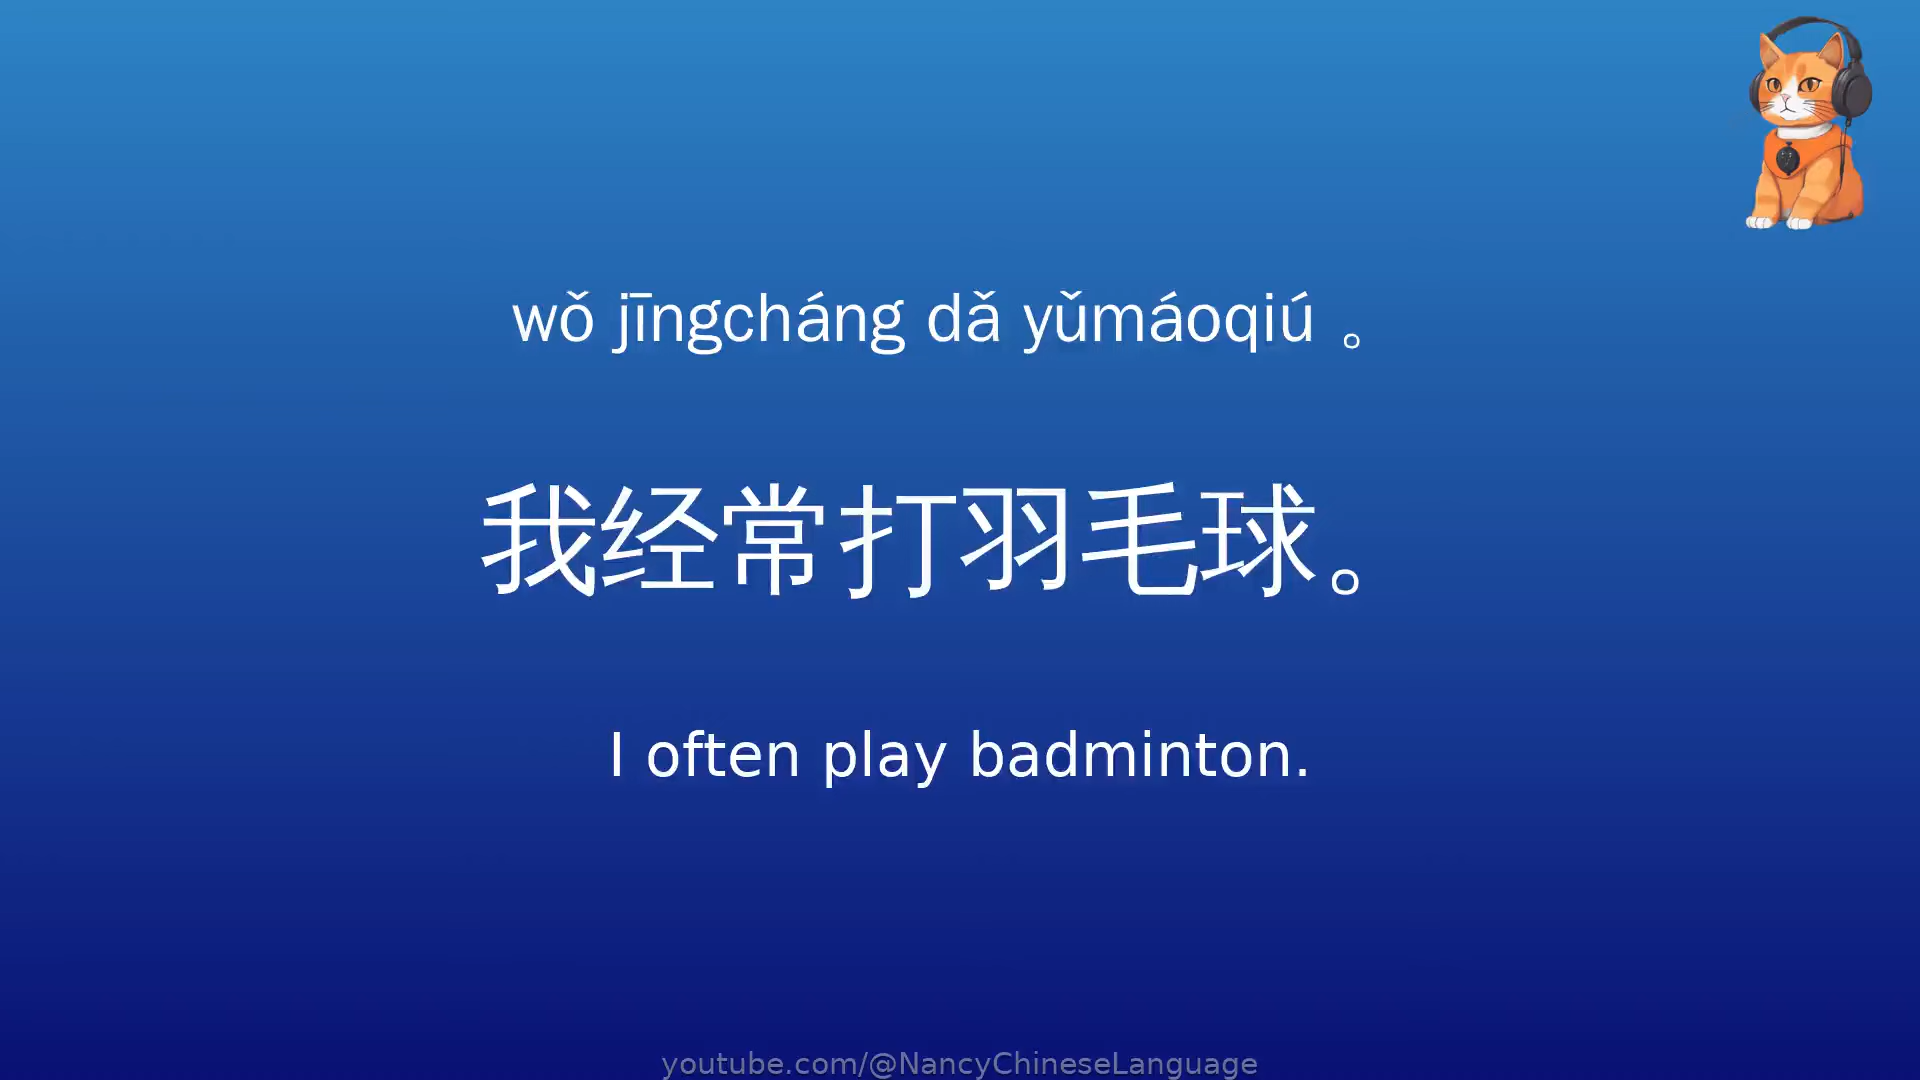 wǒ jīngcháng dǎ yǔmáoqiú 。
我经常打羽毛球。
I often play badminton.
youtube.com/@NancyChineseLanguage